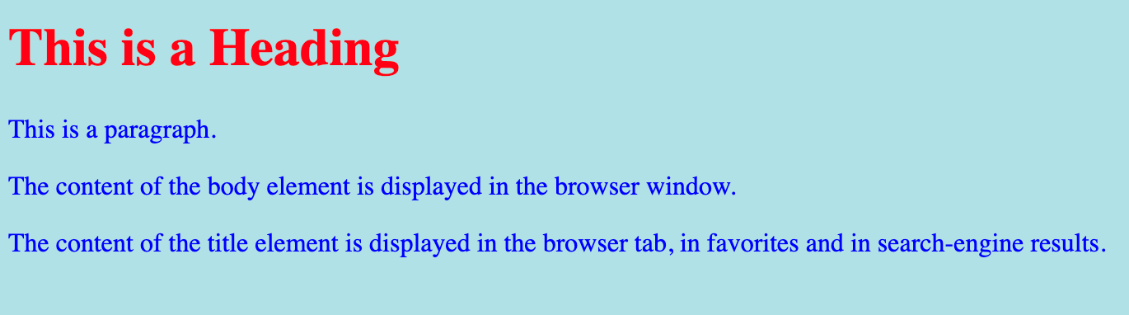 This is a Heading
This is a paragraph.
The content of the body element is displayed in the browser window.
The content of the title element is displayed in the browser tab, in favorites and in search-engine results.